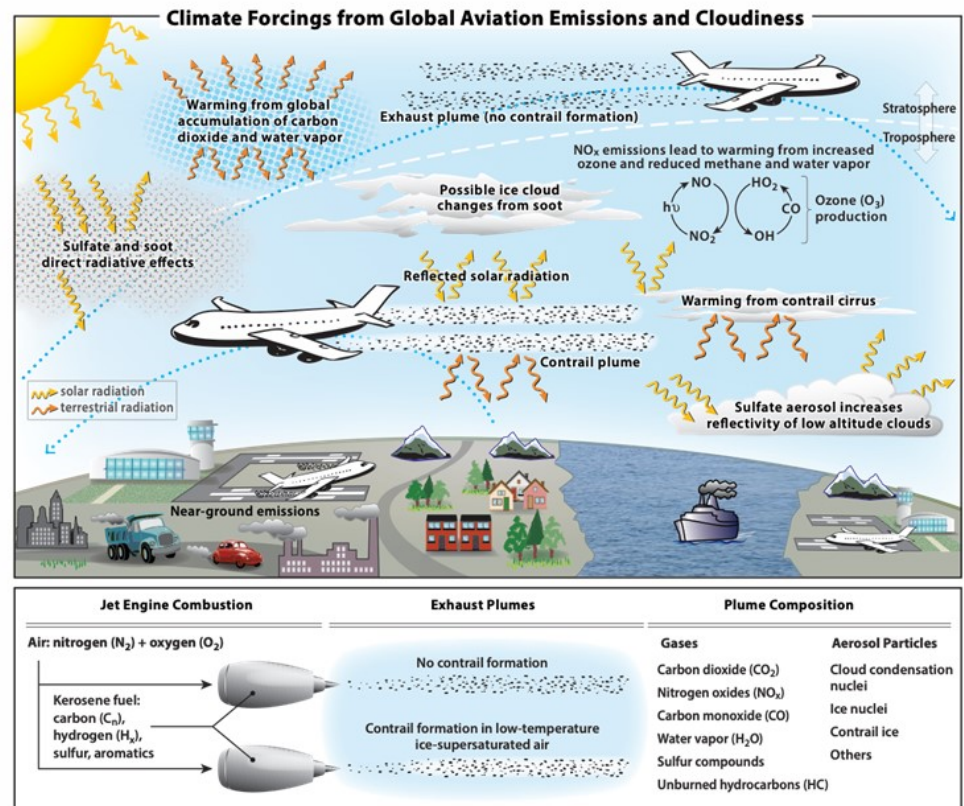 Climate Forcings from Global Aviation Emissions and Cloudiness
Warming from global
accumulation of carbon
dioxide and water vapor
Exhaust plume (no contrail formation)
Stratosphere
Troposphere
NOₓ emissions lead to warming from increased
ozone and reduced methane and water vapor
NO
HO₂
hυ
CO
Ozone (O₃)
production
NO₂
OH
Possible ice cloud
changes from soot
Sulfate and soot
direct radiative effects
Reflected solar radiation
Warming from contrail cirrus
Contrail plume
solar radiation
terrestrial radiation
Sulfate aerosol increases
reflectivity of low altitude clouds
Near-ground emissions
Jet Engine Combustion
Air: nitrogen (N₂) + oxygen (O₂)
Kerosene fuel:
carbon (Cₙ),
hydrogen (Hₓ),
sulfur, aromatics
Exhaust Plumes
No contrail formation
Contrail formation in low-temperature
ice-supersaturated air
Plume Composition
Gases
Carbon dioxide (CO₂)
Nitrogen oxides (NOₓ)
Carbon monoxide (CO)
Water vapor (H₂O)
Sulfur compounds
Unburned hydrocarbons (HC)
Aerosol Particles
Cloud condensation
nuclei
Ice nuclei
Contrail ice
Others